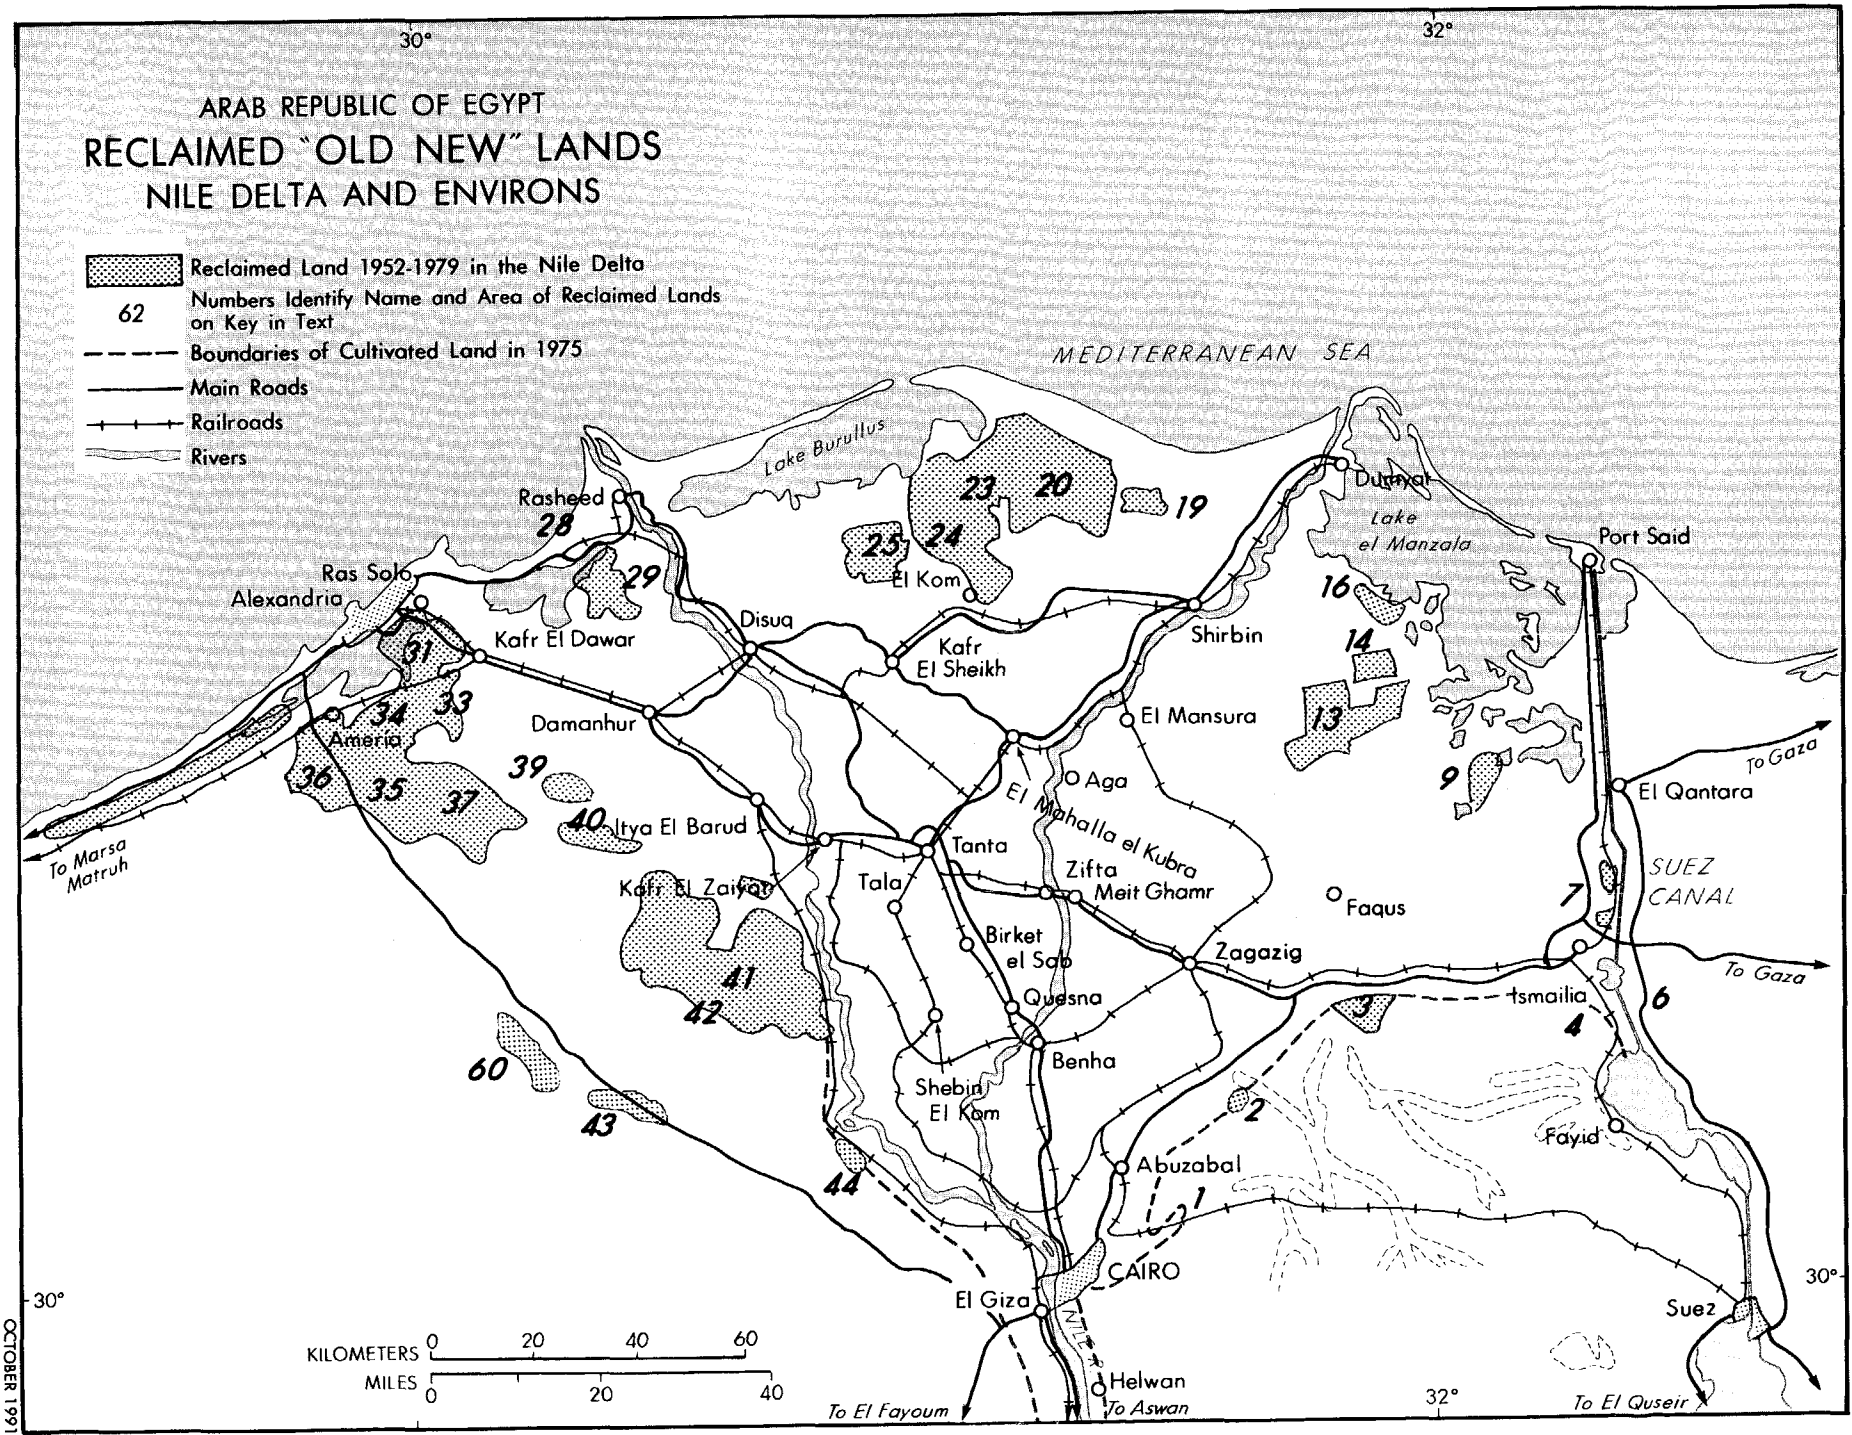 30°
32°
ARAB REPUBLIC OF EGYPT
RECLAIMED "OLD NEW" LANDS
NILE DELTA AND ENVIRONS
Reclaimed Land 1952-1979 in the Nile Delta
62
Numbers Identify Name and Area of Reclaimed Lands
on Key in Text
Boundaries of Cultivated Land in 1975
Main Roads
Railroads
Rivers
MEDITERRANEAN SEA
Lake Burullus
Rasheed
28
23
20
19
Dumyat
Lake
el Manzala
Port Said
25
24
El Kom
29
Ras Solo
Alexandria
16
Disuq
Kafr El Dawar
Kafr
El Sheikh
Shirbin
14
31
33
34
Ameria
Damanhur
El Mansura
13
36
35
37
39
40
Itya El Barud
Aga
El Mahalla el Kubra
9
To Gaza
El Qantara
To Marsa
Matruh
Tanta
Zifta
Meit Ghamr
Tala
Kafr El Zaiyat
Faqus
7
SUEZ
CANAL
Birket
el Sab
Zagazig
To Gaza
41
42
Quesna
3
Ismailia
4
6
60
43
Benha
Shebin
El Kom
2
Fayid
44
Abuzabal
1
CAIRO
El Giza
NILE
Suez
30°
30°
OCTOBER 1991
KILOMETERS 0 20 40 60
MILES 0 20 40
Helwan
To Aswan
To El Fayoum
32°
To El Quseir